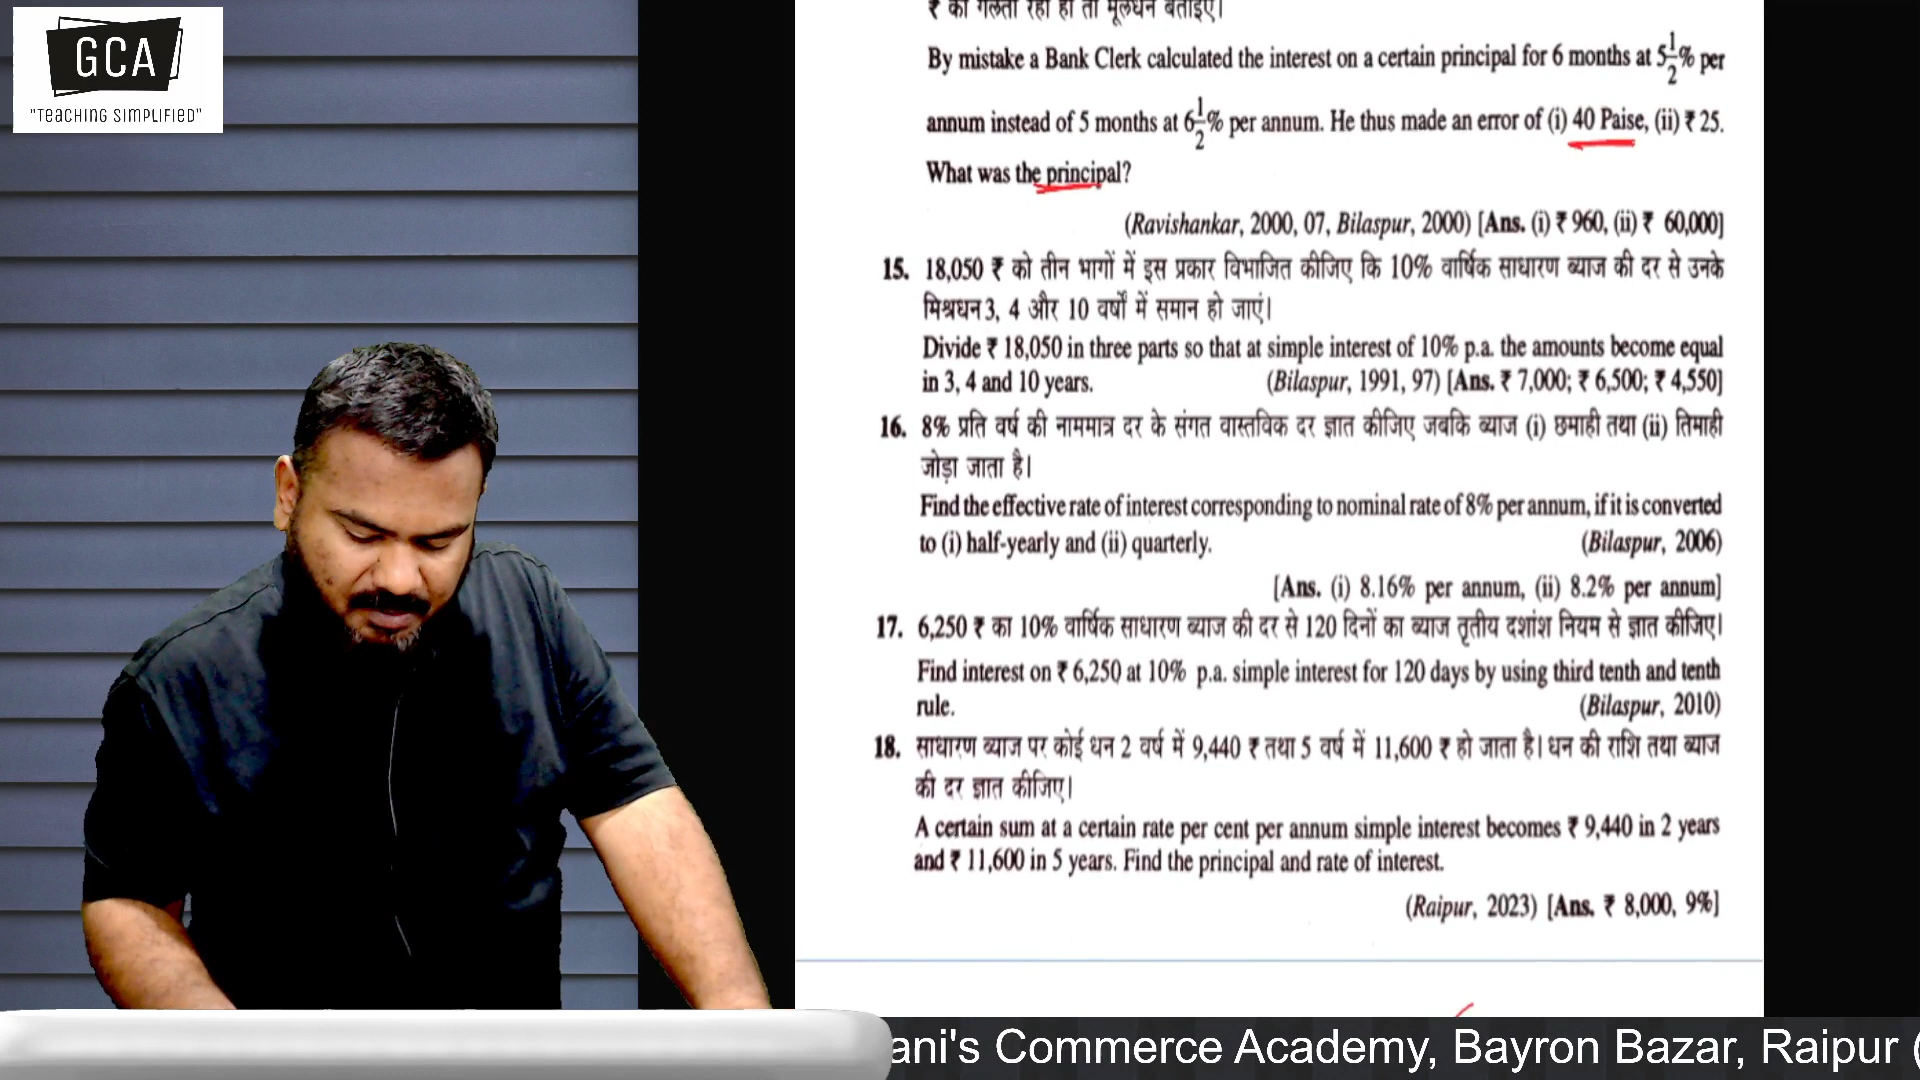 GCA
"TEACHING SIMPLIFIED"
₹ की गलती रही हो तो मूलधन बताइए।
By mistake a Bank Clerk calculated the interest on a certain principal for 6 months at 5 1/2% per
annum instead of 5 months at 6 1/2% per annum. He thus made an error of (i) 40 Paise, (ii) ₹ 25.
What was the principal?
(Ravishankar, 2000, 07, Bilaspur, 2000) [Ans. (i) ₹ 960, (ii) ₹ 60,000]
15. 18,050 ₹ को तीन भागों में इस प्रकार विभाजित कीजिए कि 10% वार्षिक साधारण ब्याज की दर से उनके
मिश्रधन 3, 4 और 10 वर्षों में समान हो जाएं।
Divide ₹ 18,050 in three parts so that at simple interest of 10% p.a. the amounts become equal
in 3, 4 and 10 years. (Bilaspur, 1991, 97) [Ans. ₹ 7,000; ₹ 6,500; ₹ 4,550]
16. 8% प्रति वर्ष की नाममात्र दर के संगत वास्तविक दर ज्ञात कीजिए जबकि ब्याज (i) छमाही तथा (ii) तिमाही
जोड़ा जाता है।
Find the effective rate of interest corresponding to nominal rate of 8% per annum, if it is converted
to (i) half-yearly and (ii) quarterly. (Bilaspur, 2006)
[Ans. (i) 8.16% per annum, (ii) 8.2% per annum]
17. 6,250 ₹ का 10% वार्षिक साधारण ब्याज की दर से 120 दिनों का ब्याज तृतीय दशांश नियम से ज्ञात कीजिए।
Find interest on ₹ 6,250 at 10% p.a. simple interest for 120 days by using third tenth and tenth
rule. (Bilaspur, 2010)
18. साधारण ब्याज पर कोई धन 2 वर्ष में 9,440 ₹ तथा 5 वर्ष में 11,600 ₹ हो जाता है। धन की राशि तथा ब्याज
की दर ज्ञात कीजिए।
A certain sum at a certain rate per cent per annum simple interest becomes ₹ 9,440 in 2 years
and ₹ 11,600 in 5 years. Find the principal and rate of interest.
(Raipur, 2023) [Ans. ₹ 8,000, 9%]
ani's Commerce Academy, Bayron Bazar, Raipur (